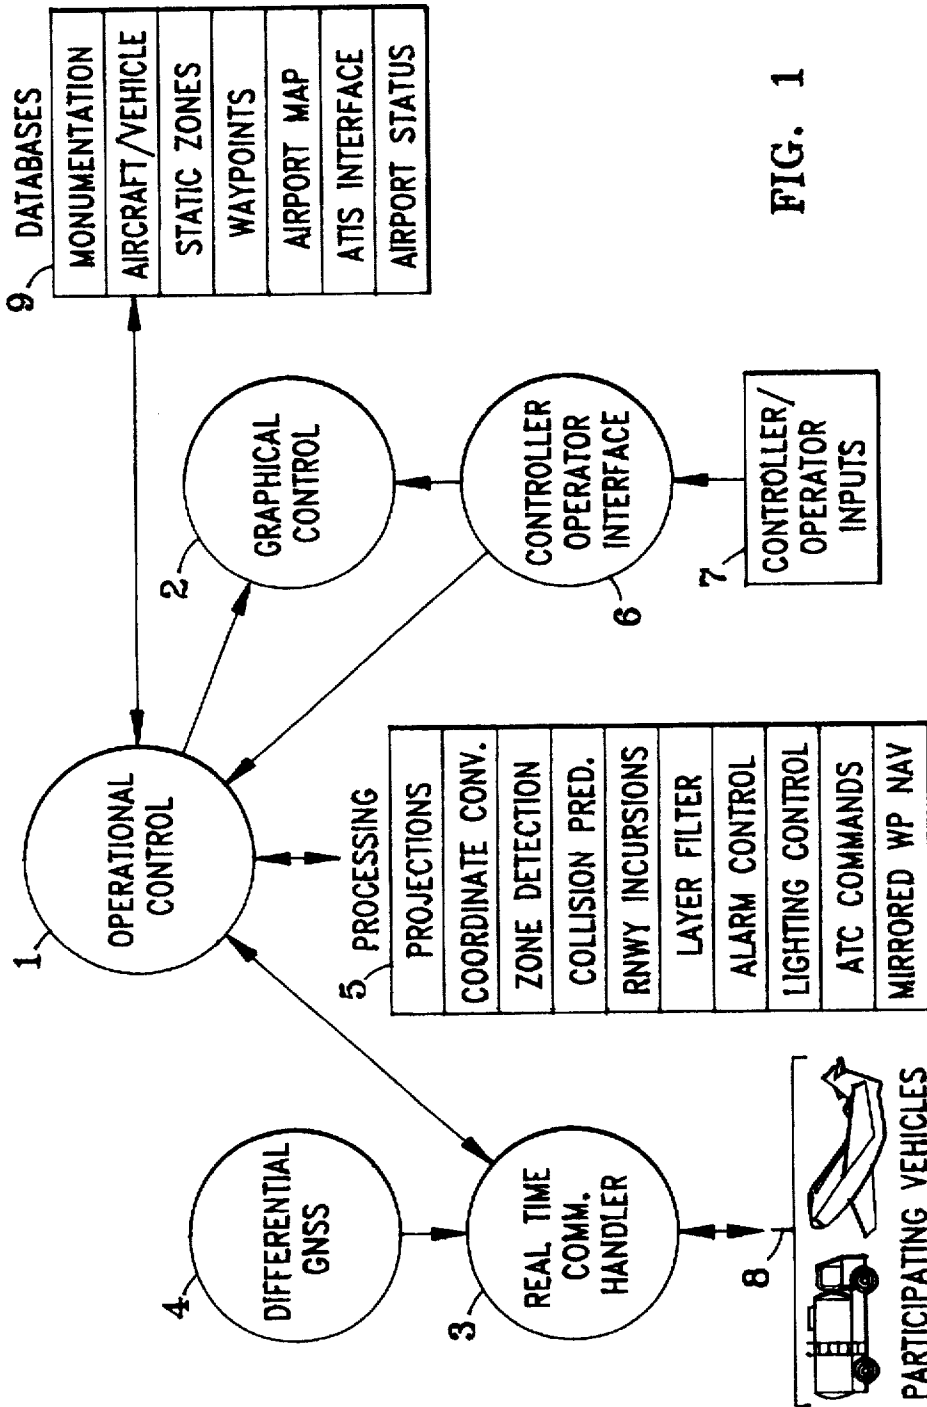 1
OPERATIONAL
CONTROL
9
DATABASES
MONUMENTATION
AIRCRAFT/VEHICLE
STATIC ZONES
WAYPOINTS
AIRPORT MAP
ATIS INTERFACE
AIRPORT STATUS
4
DIFFERENTIAL
GNSS
2
GRAPHICAL
CONTROL
3
REAL TIME
COMM.
HANDLER
5
PROCESSING
PROJECTIONS
COORDINATE CONV.
ZONE DETECTION
COLLISION PRED.
RNWY INCURSIONS
LAYER FILTER
ALARM CONTROL
LIGHTING CONTROL
ATC COMMANDS
MIRRORED WP NAV
6
CONTROLLER
OPERATOR
INTERFACE
7
CONTROLLER/
OPERATOR
INPUTS
8
PARTICIPATING VEHICLES
FIG. 1